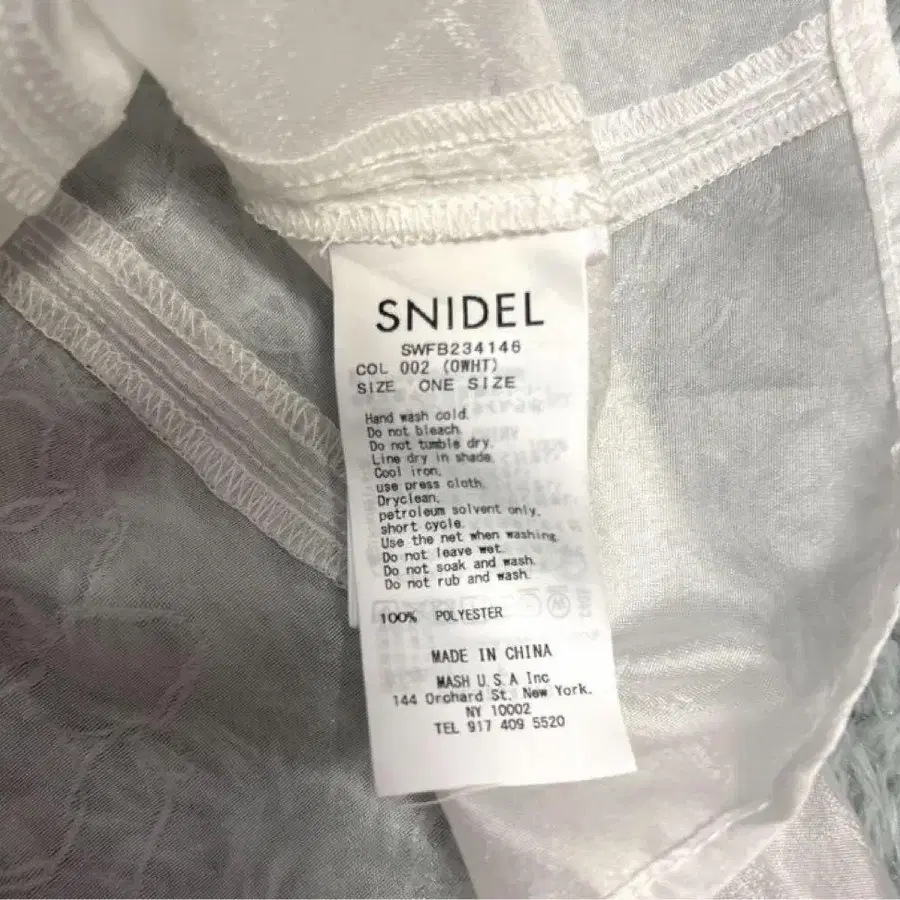 SNIDEL
SWFB234146
COL 002 (OWHT)
SIZE ONE SIZE
Hand wash cold.
Do not bleach.
Do not tumble dry.
Line dry in shade.
Cool iron.
use press cloth.
Dryclean,
petroleum solvent only,
short cycle.
Use the net when washing.
Do not leave wet.
Do not soak and wash.
Do not rub and wash.
100% POLYESTER
MADE IN CHINA
MASH U.S.A Inc
144 Orchard St. New York.
NY 10002
TEL 917 409 5520